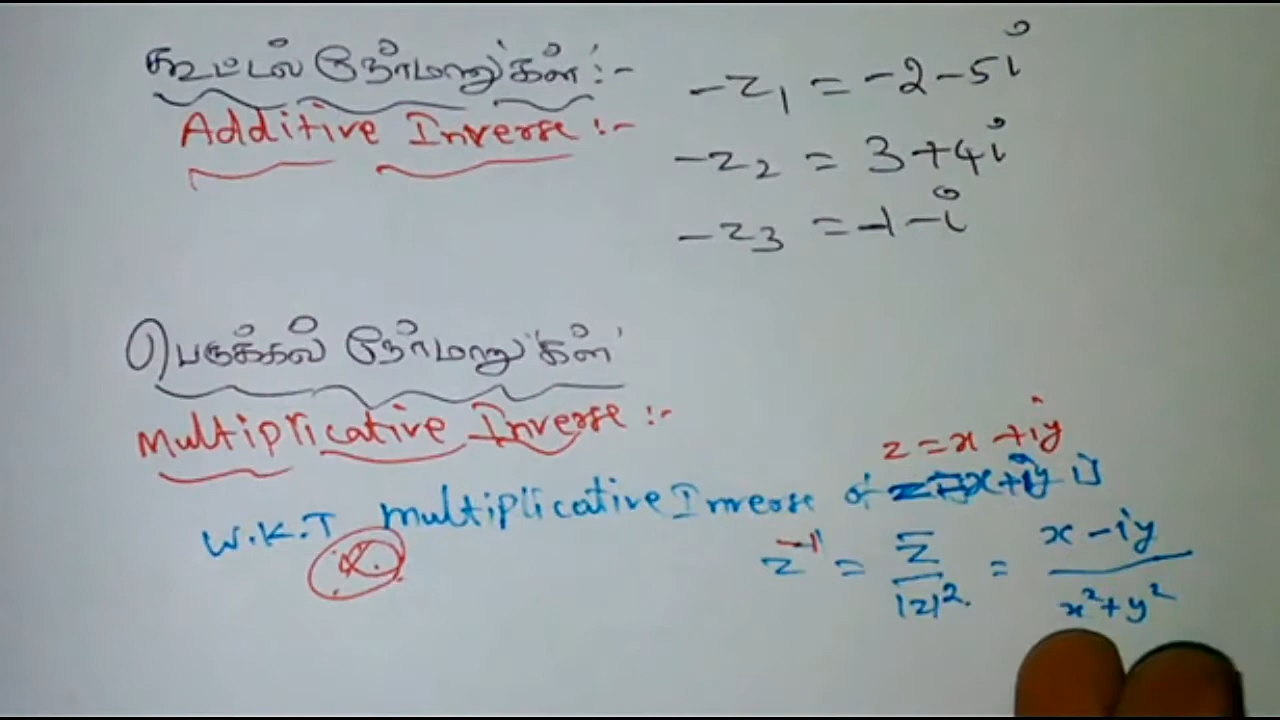 கூட்டல் நேர்மாறுகள் :-
Additive Inverse :-
-z₁ = -2-5i
-z₂ = 3+4i
-z₃ = -1-i
பெருக்கல் நேர்மாறு'கள்'
Multiplicative Inverse :-
z = x + iy
W.K.T Multiplicative Inverse of z = x+iy is
z⁻¹ = z̅/|z|² = x - iy/x²+y²